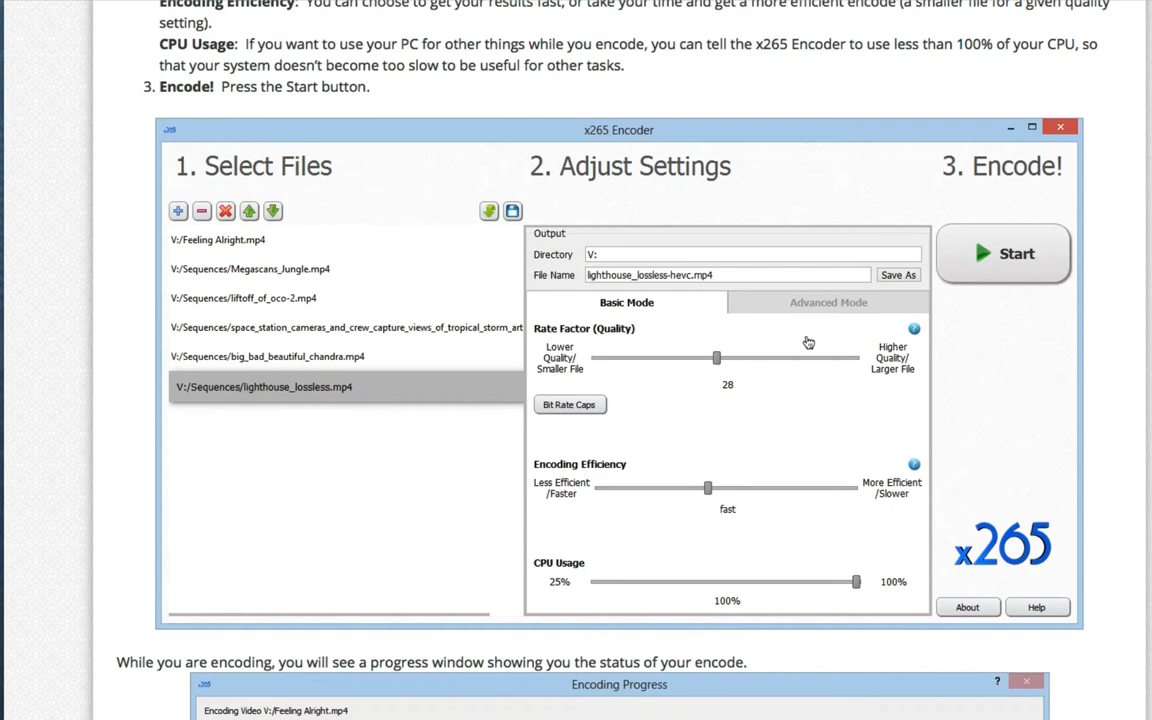 Encoding Efficiency: You can choose to get your results fast, or take your time and get a more efficient encode (a smaller file for a given quality
setting).
CPU Usage: If you want to use your PC for other things while you encode, you can tell the x265 Encoder to use less than 100% of your CPU, so
that your system doesn't become too slow to be useful for other tasks.
3. Encode! Press the Start button.
x265
x265 Encoder
1. Select Files
2. Adjust Settings
3. Encode!
V:/Feeling Alright.mp4
V:/Sequences/Megascans_Jungle.mp4
V:/Sequences/liftoff_of_oco-2.mp4
V:/Sequences/space_station_cameras_and_crew_capture_views_of_tropical_storm_art
V:/Sequences/big_bad_beautiful_chandra.mp4
V:/Sequences/lighthouse_lossless.mp4
Output
Directory V:
File Name lighthouse_lossless-hevc.mp4 Save As
Basic Mode Advanced Mode
Rate Factor (Quality) ?
Lower
Quality/
Smaller File
Higher
Quality/
Larger File
28
Bit Rate Caps
Encoding Efficiency ?
Less Efficient
/Faster
More Efficient
/Slower
fast
CPU Usage
25% 100%
100%
Start
x265
About Help
While you are encoding, you will see a progress window showing you the status of your encode.
x265 Encoding Progress ?
Encoding Video V:/Feeling Alright.mp4